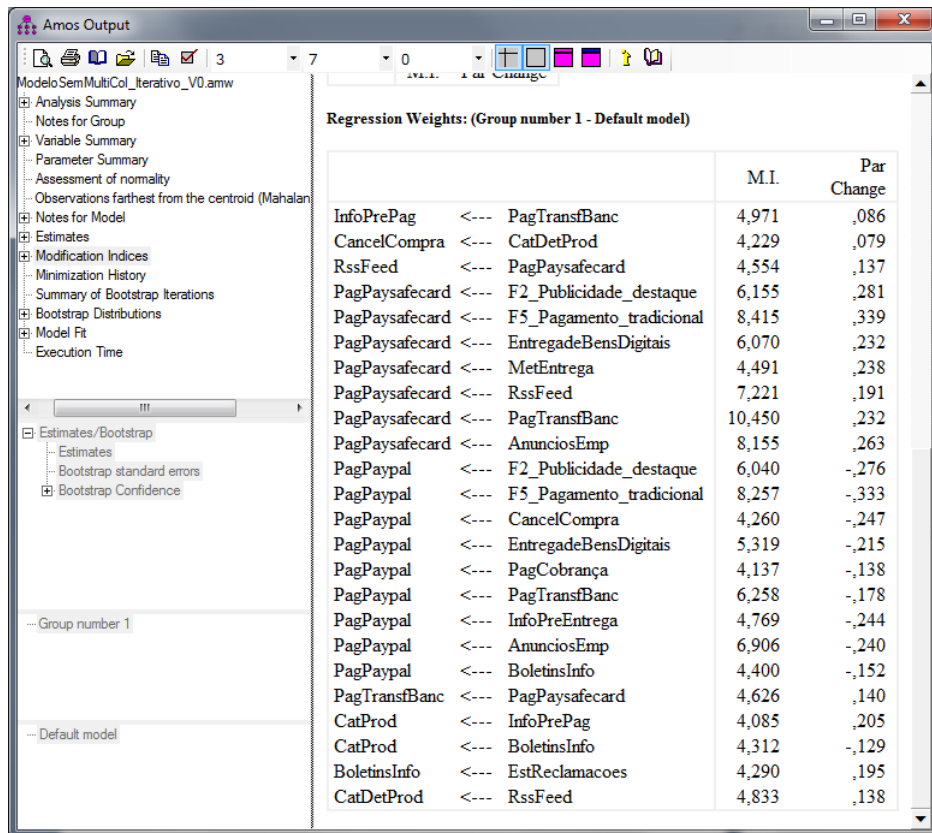 Amos Output
3 7 0
ModeloSemMultiCol_Iterativo_V0.amw
Analysis Summary
Notes for Group
Variable Summary
Parameter Summary
Assessment of normality
Observations farthest from the centroid (Mahalan
Notes for Model
Estimates
Modification Indices
Minimization History
Summary of Bootstrap Iterations
Bootstrap Distributions
Model Fit
Execution Time
Estimates/Bootstrap
Estimates
Bootstrap standard errors
Bootstrap Confidence
Group number 1
Default model
M.I. Par Change
Regression Weights: (Group number 1 - Default model)
M.I. Par Change
InfoPrePag <--- PagTransfBanc 4,971 ,086
CancelCompra <--- CatDetProd 4,229 ,079
RssFeed <--- PagPaysafecard 4,554 ,137
PagPaysafecard <--- F2_Publicidade_destaque 6,155 ,281
PagPaysafecard <--- F5_Pagamento_tradicional 8,415 ,339
PagPaysafecard <--- EntregadeBensDigitais 6,070 ,232
PagPaysafecard <--- MetEntrega 4,491 ,238
PagPaysafecard <--- RssFeed 7,221 ,191
PagPaysafecard <--- PagTransfBanc 10,450 ,232
PagPaysafecard <--- AnunciosEmp 8,155 ,263
PagPaypal <--- F2_Publicidade_destaque 6,040 -,276
PagPaypal <--- F5_Pagamento_tradicional 8,257 -,333
PagPaypal <--- CancelCompra 4,260 -,247
PagPaypal <--- EntregadeBensDigitais 5,319 -,215
PagPaypal <--- PagCobrança 4,137 -,138
PagPaypal <--- PagTransfBanc 6,258 -,178
PagPaypal <--- InfoPreEntrega 4,769 -,244
PagPaypal <--- AnunciosEmp 6,906 -,240
PagPaypal <--- BoletinsInfo 4,400 -,152
PagTransfBanc <--- PagPaysafecard 4,626 ,140
CatProd <--- InfoPrePag 4,085 ,205
CatProd <--- BoletinsInfo 4,312 -,129
BoletinsInfo <--- EstReclamacoes 4,290 ,195
CatDetProd <--- RssFeed 4,833 ,138